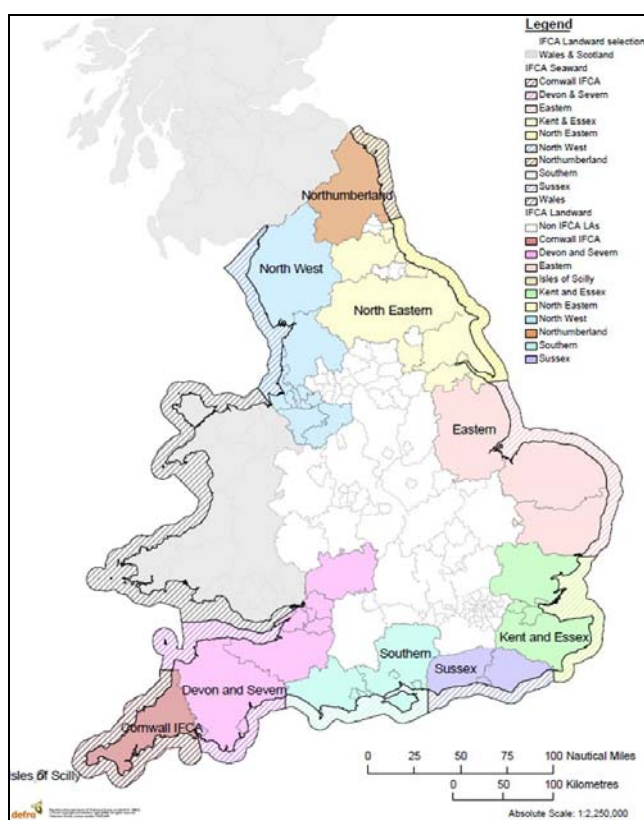 Legend
IFCA Landward selection
Wales & Scotland
IFCA Seaward
Cornwall IFCA
Devon & Severn
Eastern
Kent & Essex
North Eastern
North West
Northumberland
Southern
Sussex
Wales
IFCA Landward
Non IFCA LAs
Cornwall IFCA
Devon and Severn
Eastern
Isles of Scilly
Kent and Essex
North Eastern
North West
Northumberland
Southern
Sussex
Northumberland
North West
North Eastern
Eastern
Kent and Essex
Southern
Sussex
Devon and Severn
Cornwall IFCA
Isles of Scilly
0 25 50 75 100 Nautical Miles
0 50 100 Kilometres
defra
Absolute Scale: 1:2,250,000